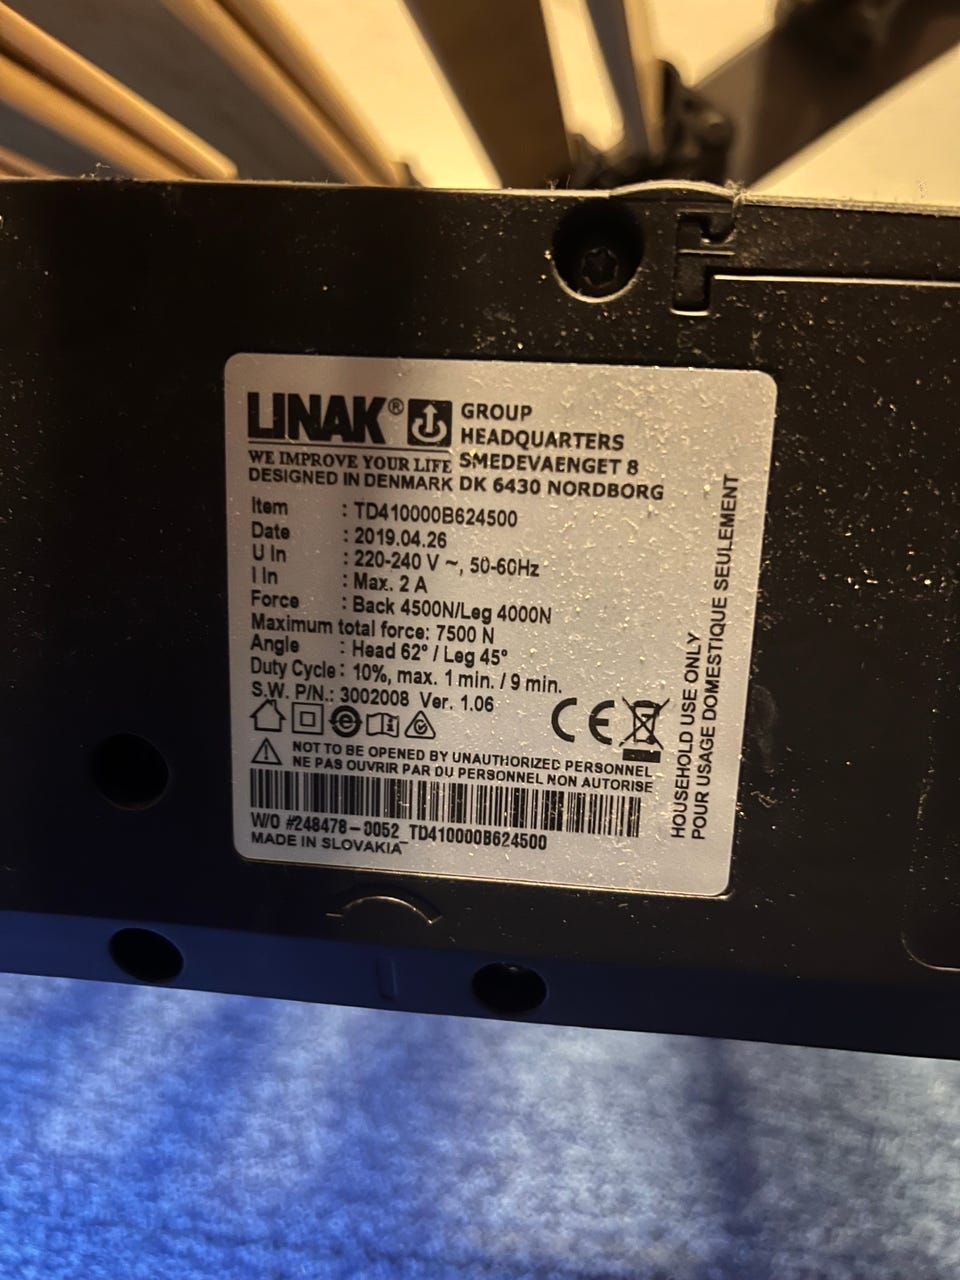 LINAK®
WE IMPROVE YOUR LIFE
DESIGNED IN DENMARK
GROUP
HEADQUARTERS
SMEDEVAENGET 8
DK 6430 NORDBORG
Item : TD410000B624500
Date : 2019.04.26
U In : 220-240 V ~, 50-60Hz
I In : Max. 2 A
Force : Back 4500N/Leg 4000N
Maximum total force: 7500 N
Angle : Head 62° / Leg 45°
Duty Cycle : 10%, max. 1 min. / 9 min.
S.W. P/N.: 3002008 Ver. 1.06
CE
NOT TO BE OPENED BY UNAUTHORIZED PERSONNEL
NE PAS OUVRIR PAR DU PERSONNEL NON AUTORISE
W/O #248478-0052 TD410000B624500
MADE IN SLOVAKIA
HOUSEHOLD USE ONLY
POUR USAGE DOMESTIQUE SEULEMENT